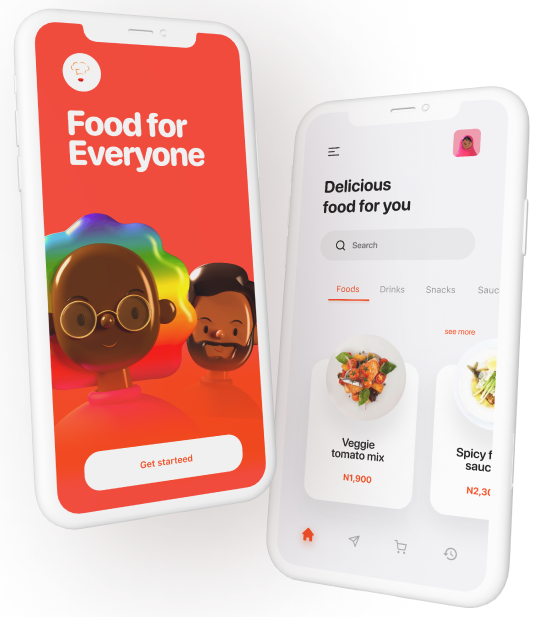 Food for
Everyone
Get starteed
Delicious
food for you
Search
Foods Drinks Snacks Sauc
see more
Veggie
tomato mix
N1,900
Spicy f
sauc
N2,30